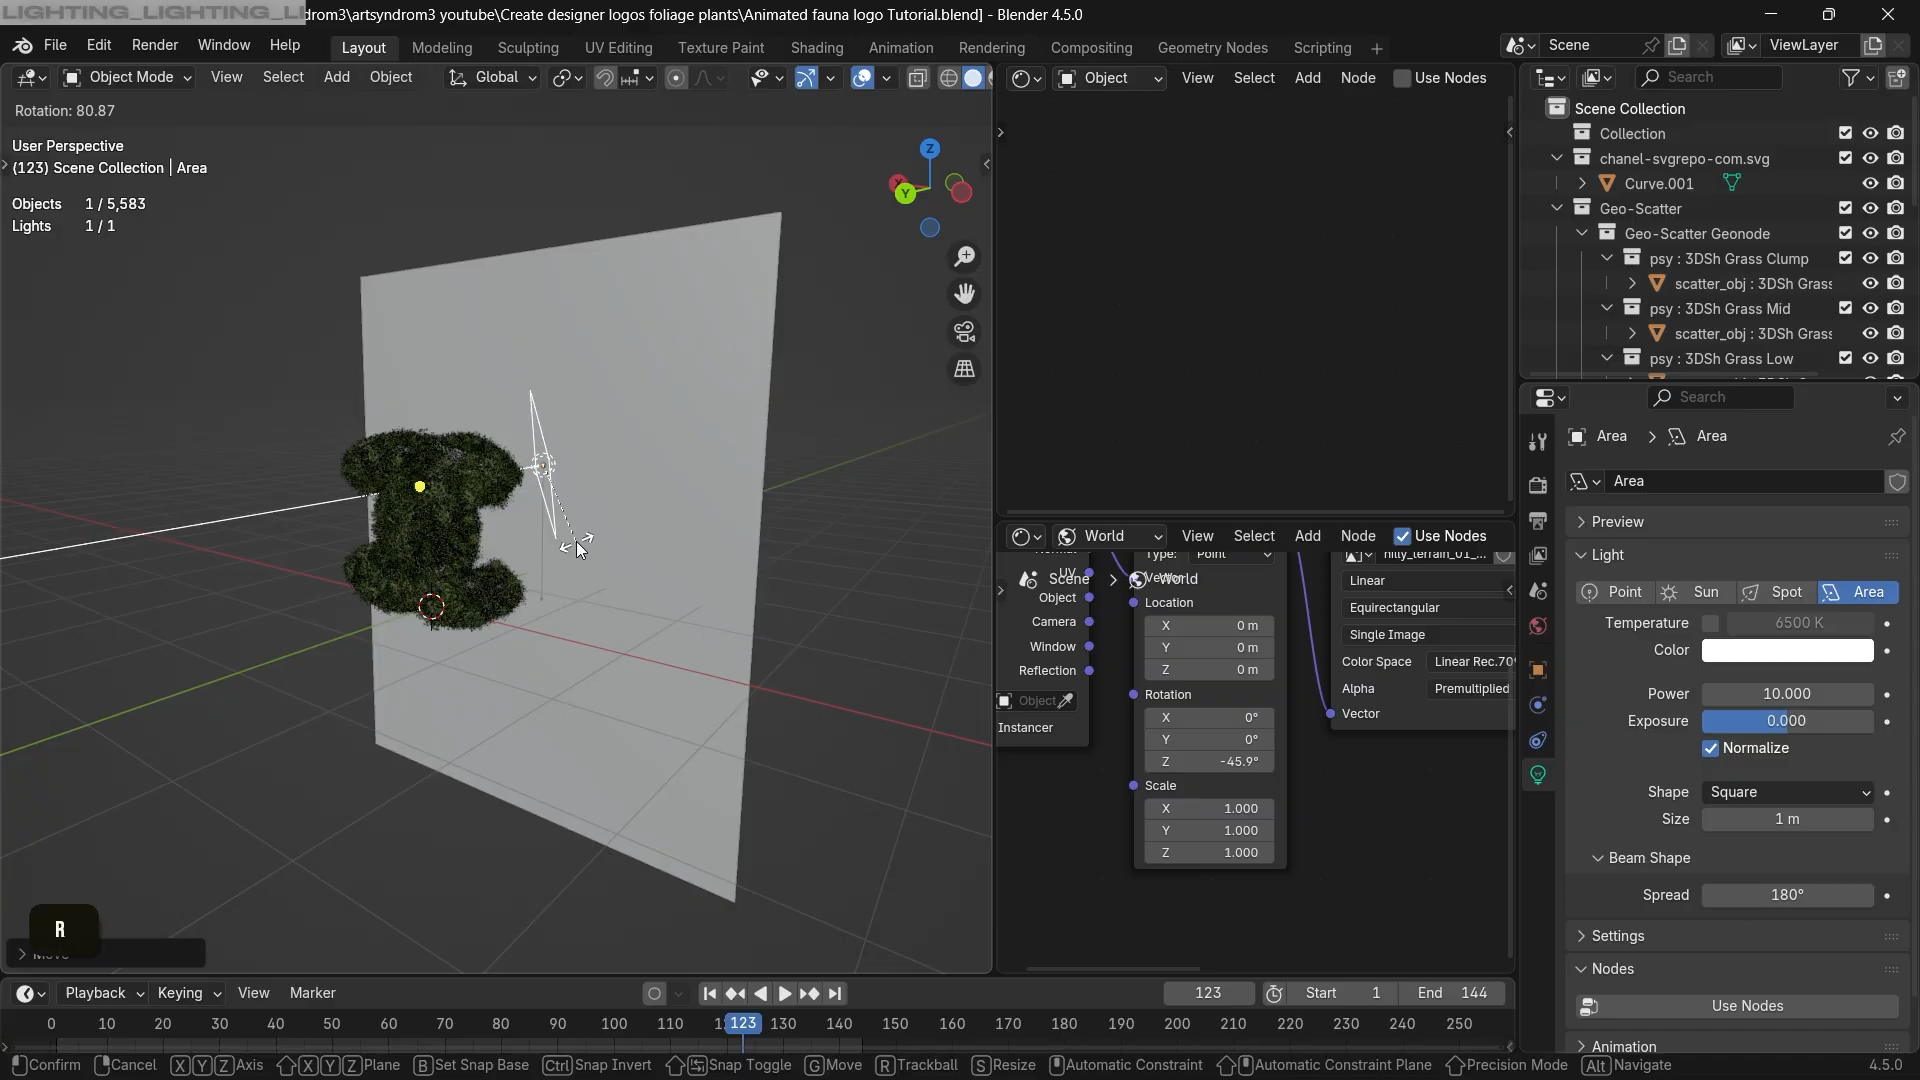 LIGHTING_LIGHTING_LI
drom3\artsyndrom3 youtube\Create designer logos foliage plants\Animated fauna logo Tutorial.blend] - Blender 4.5.0
File Edit Render Window Help Layout Modeling Sculpting UV Editing Texture Paint Shading Animation Rendering Compositing Geometry Nodes Scripting + Scene ViewLayer
Object Mode View Select Add Object Global
Object View Select Add Node Use Nodes
Search
Rotation: 80.87
User Perspective
(123) Scene Collection | Area
Objects 1 / 5,583
Lights 1 / 1
Z
X
Y
Scene Collection
Collection
chanel-svgrepo-com.svg
Curve.001
Geo-Scatter
Geo-Scatter Geonode
psy : 3DSh Grass Clump
scatter_obj : 3DSh Grass
psy : 3DSh Grass Mid
scatter_obj : 3DSh Grass
psy : 3DSh Grass Low
World View Select Add Node Use Nodes
Type: Point
Scene > World
UV
Object
Camera
Window
Reflection
Object
Instancer
Location
X 0 m
Y 0 m
Z 0 m
Rotation
X 0°
Y 0°
Z -45.9°
Scale
X 1.000
Y 1.000
Z 1.000
hilly_terrain_01_...
Linear
Equirectangular
Single Image
Color Space Linear Rec.70
Alpha Premultiplied
Vector
Search
Area > Area
Area
Preview
Light
Point Sun Spot Area
Temperature 6500 K
Color
Power 10.000
Exposure 0.000
Normalize
Shape Square
Size 1 m
Beam Shape
Spread 180°
Settings
Nodes
Use Nodes
Animation
R
Move
Playback Keying View Marker 123 Start 1 End 144
0 10 20 30 40 50 60 70 80 90 100 110 123 130 140 150 160 170 180 190 200 210 220 230 240 250
Confirm Cancel X Y Z Axis X Y Z Plane B Set Snap Base Ctrl Snap Invert Snap Toggle G Move R Trackball S Resize Automatic Constraint Automatic Constraint Plane Precision Mode Alt Navigate 4.5.0